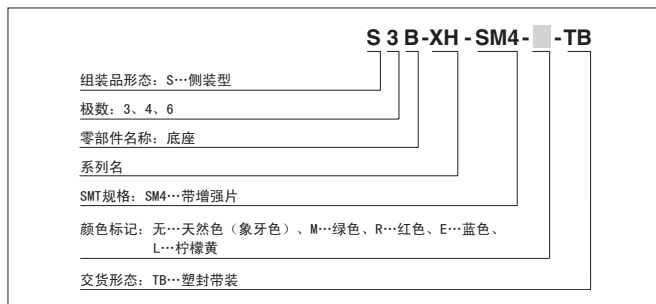 S 3 B-XH-SM4-  -TB
组装品形态：S…侧装型
极数：3、4、6
零部件名称：底座
系列名
SMT规格：SM4…带增强片
颜色标记：无…天然色（象牙色）、M…绿色、R…红色、E…蓝色、
L…柠檬黄
交货形态：TB…塑封带装